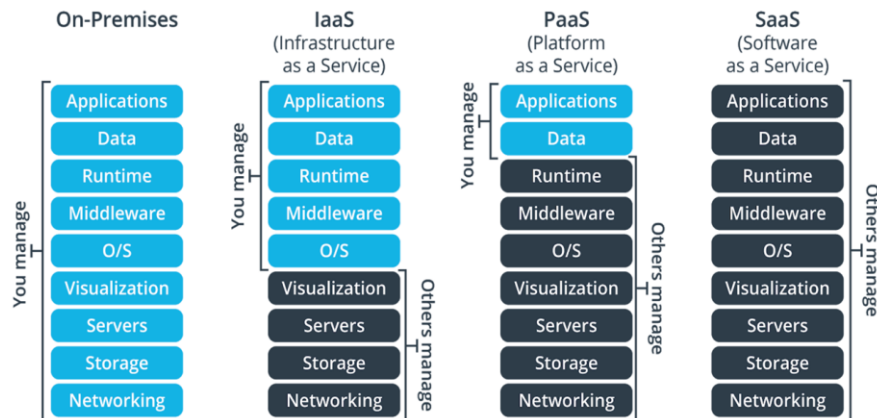 On-Premises
You manage
Applications
Data
Runtime
Middleware
O/S
Visualization
Servers
Storage
Networking
IaaS
(Infrastructure
as a Service)
You manage
Applications
Data
Runtime
Middleware
O/S
Visualization
Servers
Storage
Networking
Others manage
PaaS
(Platform
as a Service)
You manage
Applications
Data
Runtime
Middleware
O/S
Visualization
Servers
Storage
Networking
Others manage
SaaS
(Software
as a Service)
Applications
Data
Runtime
Middleware
O/S
Visualization
Servers
Storage
Networking
Others manage